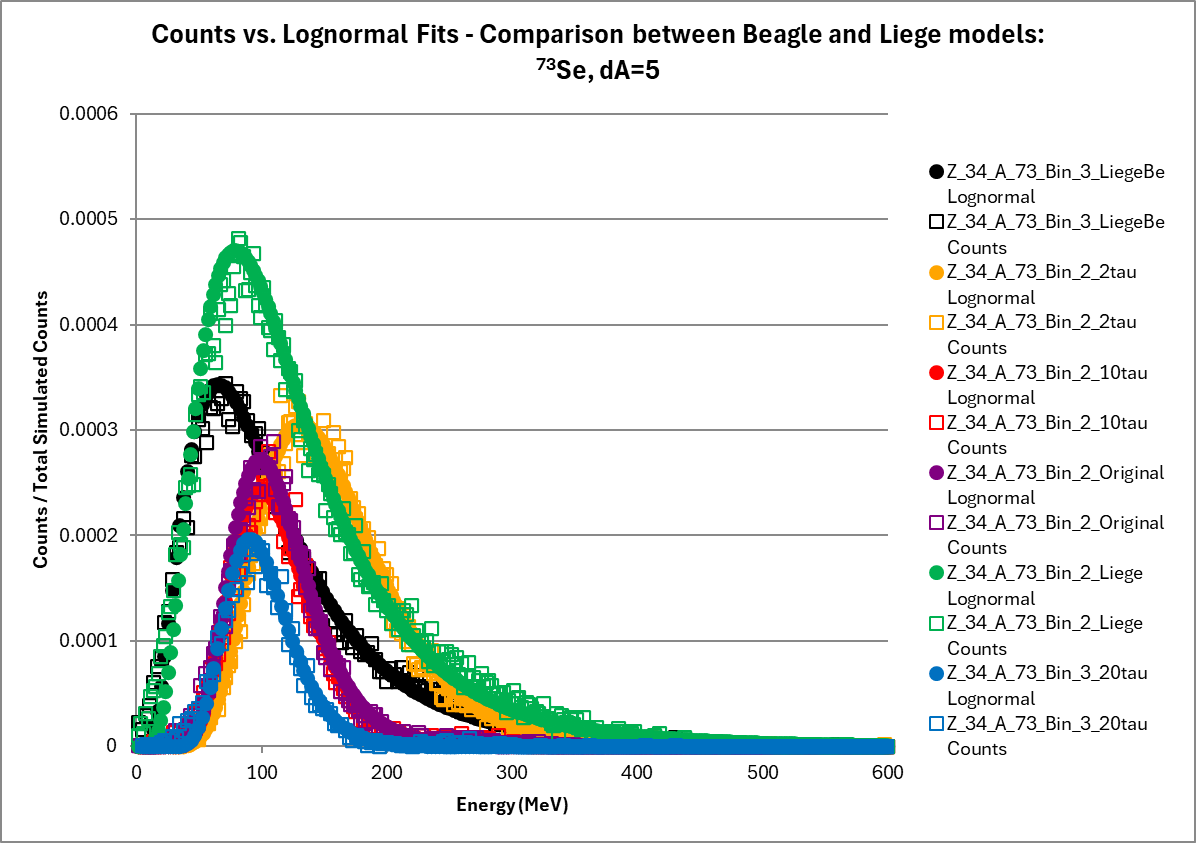 Counts vs. Lognormal Fits - Comparison between Beagle and Liege models:
⁷³Se, dA=5
Counts / Total Simulated Counts
0.0006
0.0005
0.0004
0.0003
0.0002
0.0001
0
0 100 200 300 400 500 600
Energy (MeV)
Z_34_A_73_Bin_3_LiegeBe
Lognormal
Z_34_A_73_Bin_3_LiegeBe
Counts
Z_34_A_73_Bin_2_2tau
Lognormal
Z_34_A_73_Bin_2_2tau
Counts
Z_34_A_73_Bin_2_10tau
Lognormal
Z_34_A_73_Bin_2_10tau
Counts
Z_34_A_73_Bin_2_Original
Lognormal
Z_34_A_73_Bin_2_Original
Counts
Z_34_A_73_Bin_2_Liege
Lognormal
Z_34_A_73_Bin_2_Liege
Counts
Z_34_A_73_Bin_3_20tau
Lognormal
Z_34_A_73_Bin_3_20tau
Counts